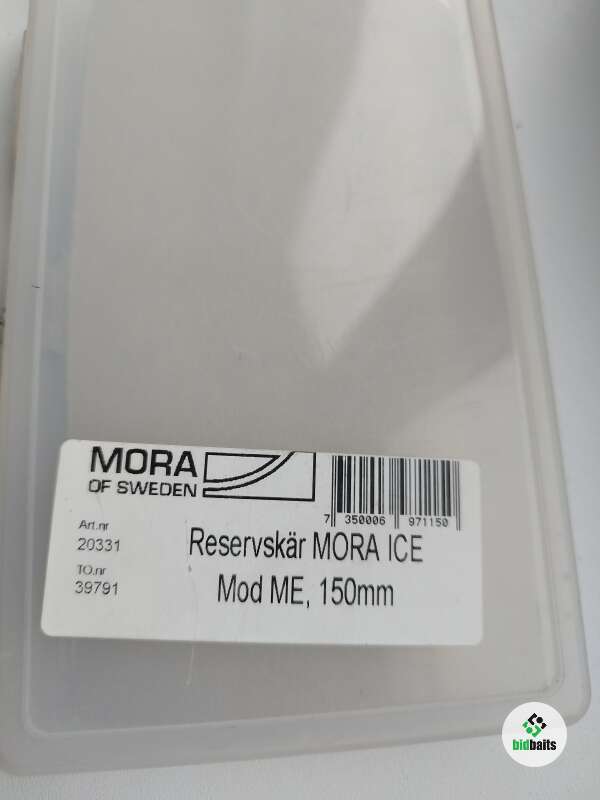 MORA
OF SWEDEN
7 350006 971150
Art.nr
20331
Reservskär MORA ICE
TO.nr
39791
Mod ME, 150mm
bidbaits